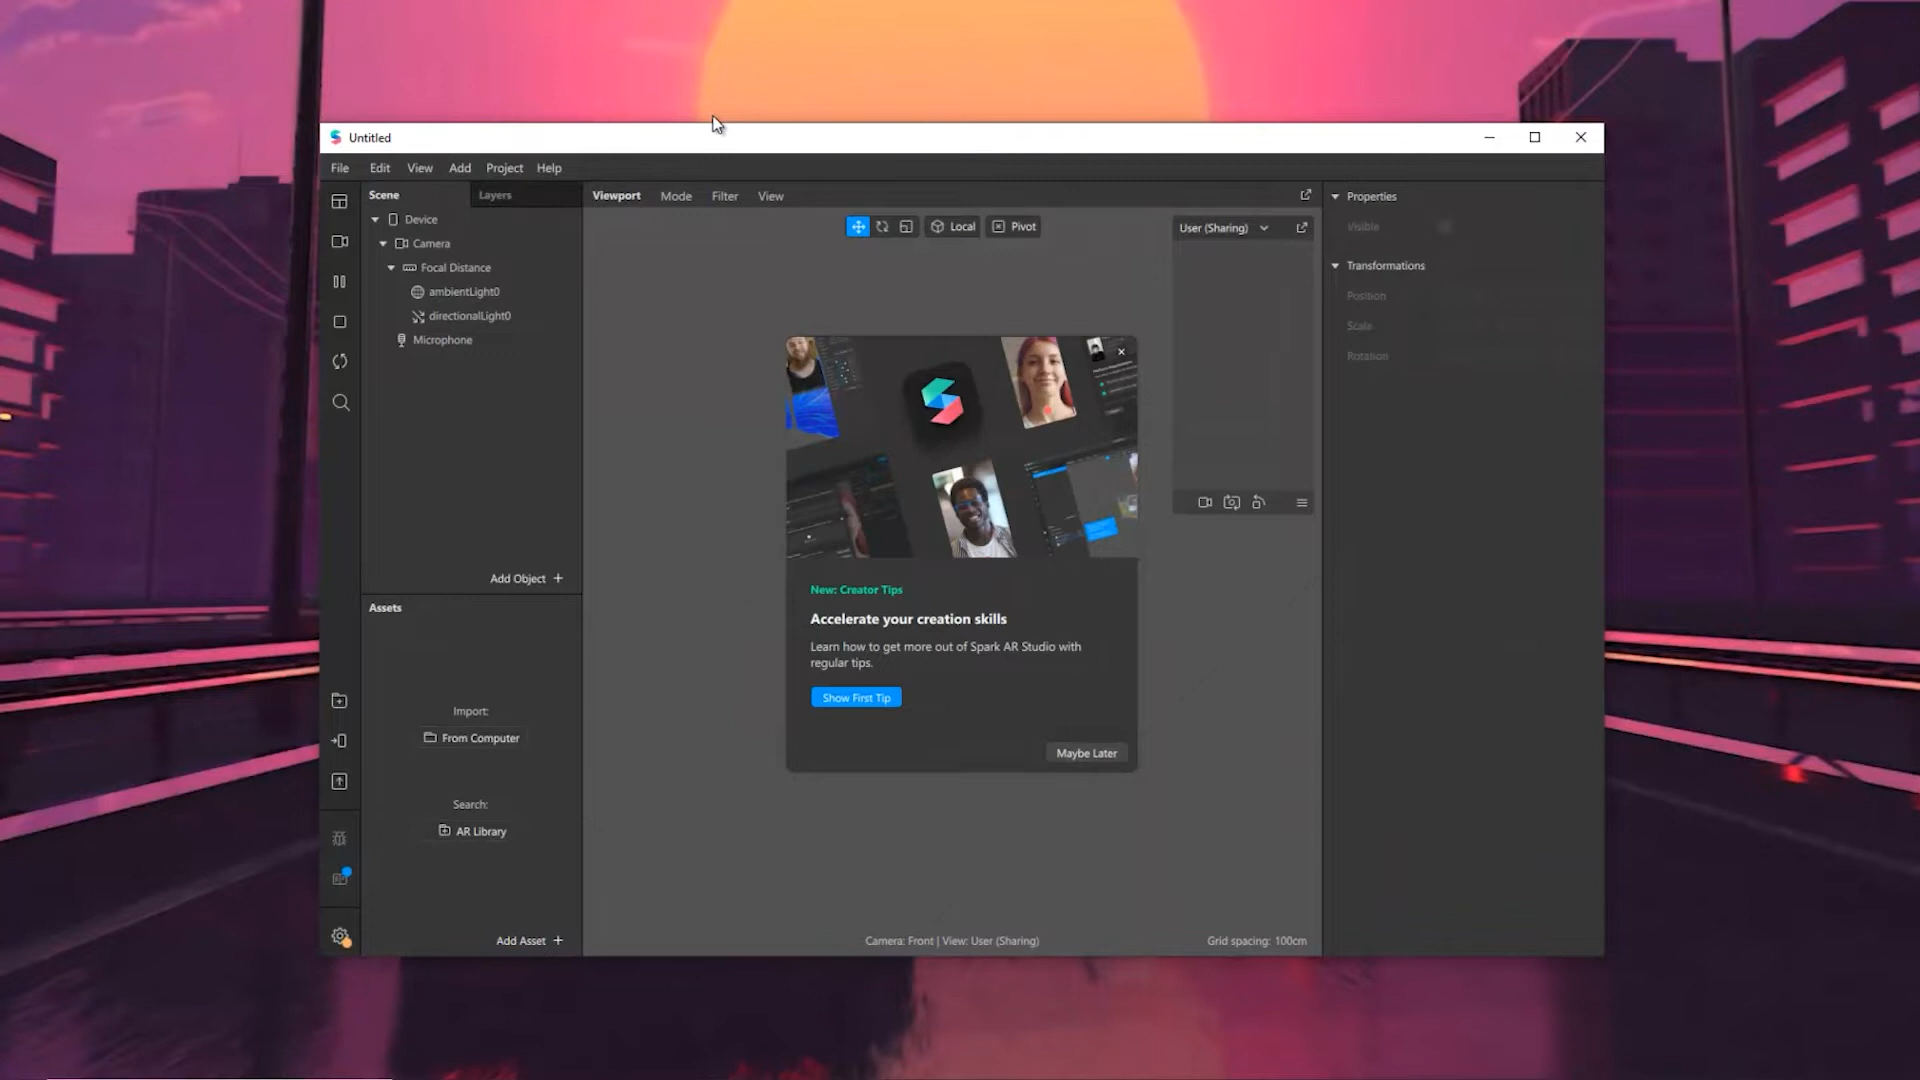 Untitled
File Edit View Add Project Help
Scene Layers
Device
Camera
Focal Distance
ambientLight0
directionalLight0
Microphone
Add Object +
Assets
Import:
From Computer
Search:
AR Library
Add Asset +
Viewport Mode Filter View
Local Pivot
User (Sharing)
New: Creator Tips
Accelerate your creation skills
Learn how to get more out of Spark AR Studio with
regular tips.
Show First Tip
Maybe Later
Camera: Front | View: User (Sharing)
Grid spacing: 100cm
Properties
Visible
Transformations
Position
Scale
Rotation